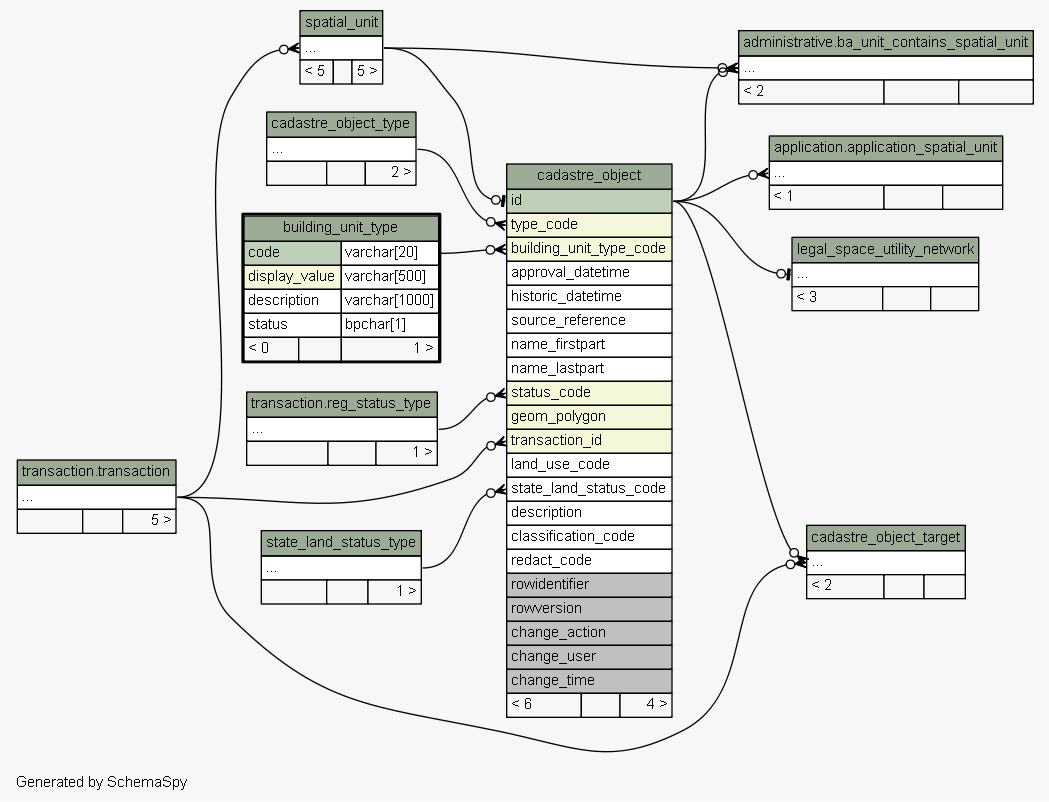 spatial_unit
...
< 5 5 >
administrative.ba_unit_contains_spatial_unit
...
< 2
cadastre_object_type
...
2 >
application.application_spatial_unit
...
< 1
cadastre_object
id
type_code
building_unit_type_code
approval_datetime
historic_datetime
source_reference
name_firstpart
name_lastpart
status_code
geom_polygon
transaction_id
land_use_code
state_land_status_code
description
classification_code
redact_code
rowidentifier
rowversion
change_action
change_user
change_time
< 6 4 >
building_unit_type
code varchar[20]
display_value varchar[500]
description varchar[1000]
status bpchar[1]
< 0 1 >
legal_space_utility_network
...
< 3
transaction.reg_status_type
...
1 >
transaction.transaction
...
5 >
state_land_status_type
...
1 >
cadastre_object_target
...
< 2
Generated by SchemaSpy